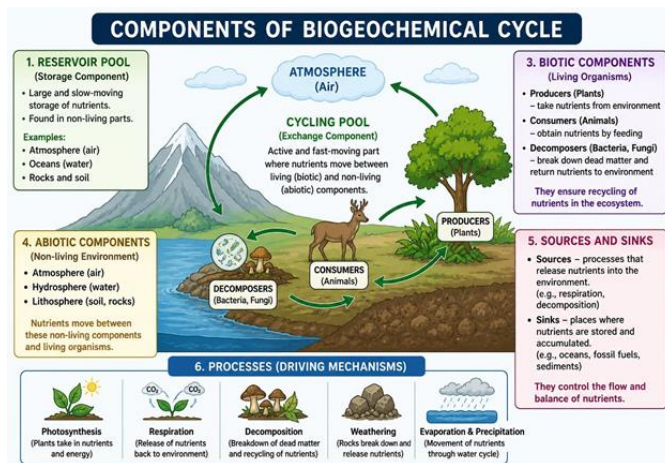 COMPONENTS OF BIOGEOCHEMICAL CYCLE
1. RESERVOIR POOL
(Storage Component)
• Large and slow-moving
storage of nutrients.
• Found in non-living parts.
Examples:
• Atmosphere (air)
• Oceans (water)
• Rocks and soil
ATMOSPHERE
(Air)
CYCLING POOL
(Exchange Component)
Active and fast-moving part
where nutrients move between
living (biotic) and non-living
(abiotic) components.
3. BIOTIC COMPONENTS
(Living Organisms)
• Producers (Plants)
– take nutrients from environment
• Consumers (Animals)
– obtain nutrients by feeding
• Decomposers (Bacteria, Fungi)
– break down dead matter and
return nutrients to environment
They ensure recycling of
nutrients in the ecosystem.
4. ABIOTIC COMPONENTS
(Non-living Environment)
• Atmosphere (air)
• Hydrosphere (water)
• Lithosphere (soil, rocks)
Nutrients move between
these non-living components
and living organisms.
DECOMPOSERS
(Bacteria, Fungi)
CONSUMERS
(Animals)
PRODUCERS
(Plants)
5. SOURCES AND SINKS
• Sources – processes that
release nutrients into the
environment.
(e.g., respiration,
decomposition)
• Sinks – places where
nutrients are stored and
accumulated.
(e.g., oceans, fossil fuels,
sediments)
They control the flow and
balance of nutrients.
6. PROCESSES (DRIVING MECHANISMS)
Photosynthesis
(Plants take in nutrients
and energy)
CO₂ CO₂
Respiration
(Release of nutrients
back to environment)
Decomposition
(Breakdown of dead matter
and recycling of nutrients)
Weathering
(Rocks break down and
release nutrients)
Evaporation & Precipitation
(Movement of nutrients
through water cycle)